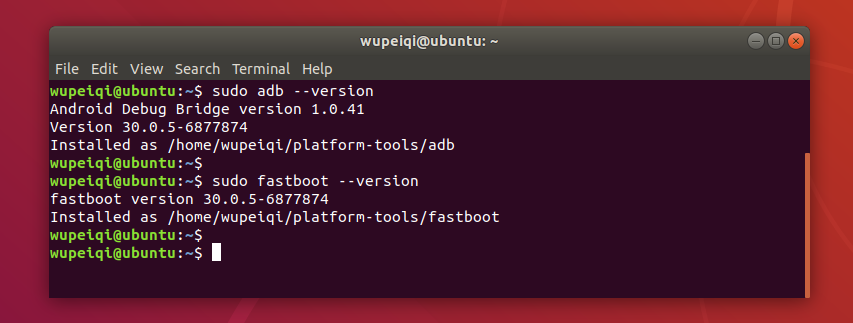 wupeiqi@ubuntu: ~
File Edit View Search Terminal Help
wupeiqi@ubuntu:~$ sudo adb --version
Android Debug Bridge version 1.0.41
Version 30.0.5-6877874
Installed as /home/wupeiqi/platform-tools/adb
wupeiqi@ubuntu:~$
wupeiqi@ubuntu:~$ sudo fastboot --version
fastboot version 30.0.5-6877874
Installed as /home/wupeiqi/platform-tools/fastboot
wupeiqi@ubuntu:~$
wupeiqi@ubuntu:~$